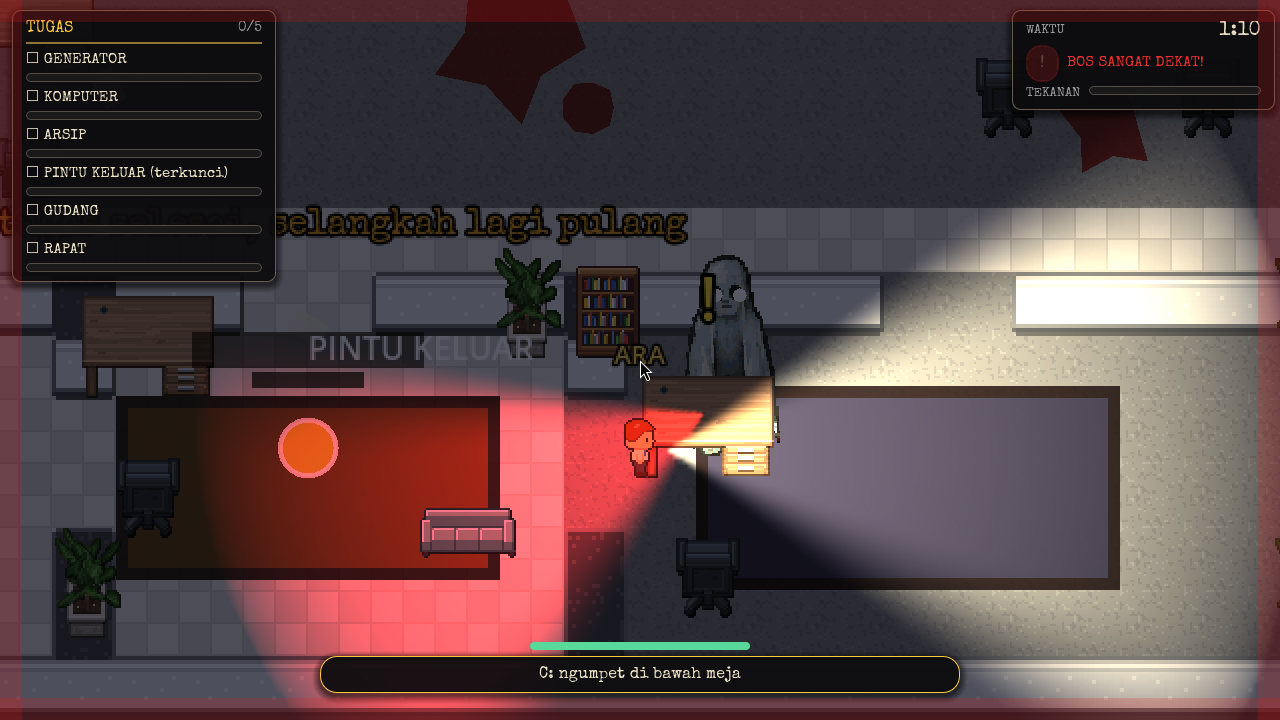 TUGAS 0/5
GENERATOR
KOMPUTER
ARSIP
PINTU KELUAR (terkunci)
GUDANG
RAPAT
WAKTU 1:10
! BOS SANGAT DEKAT!
TEKANAN
selangkah lagi pulang
!
PINTU KELUAR
ARA
C: ngumpet di bawah meja